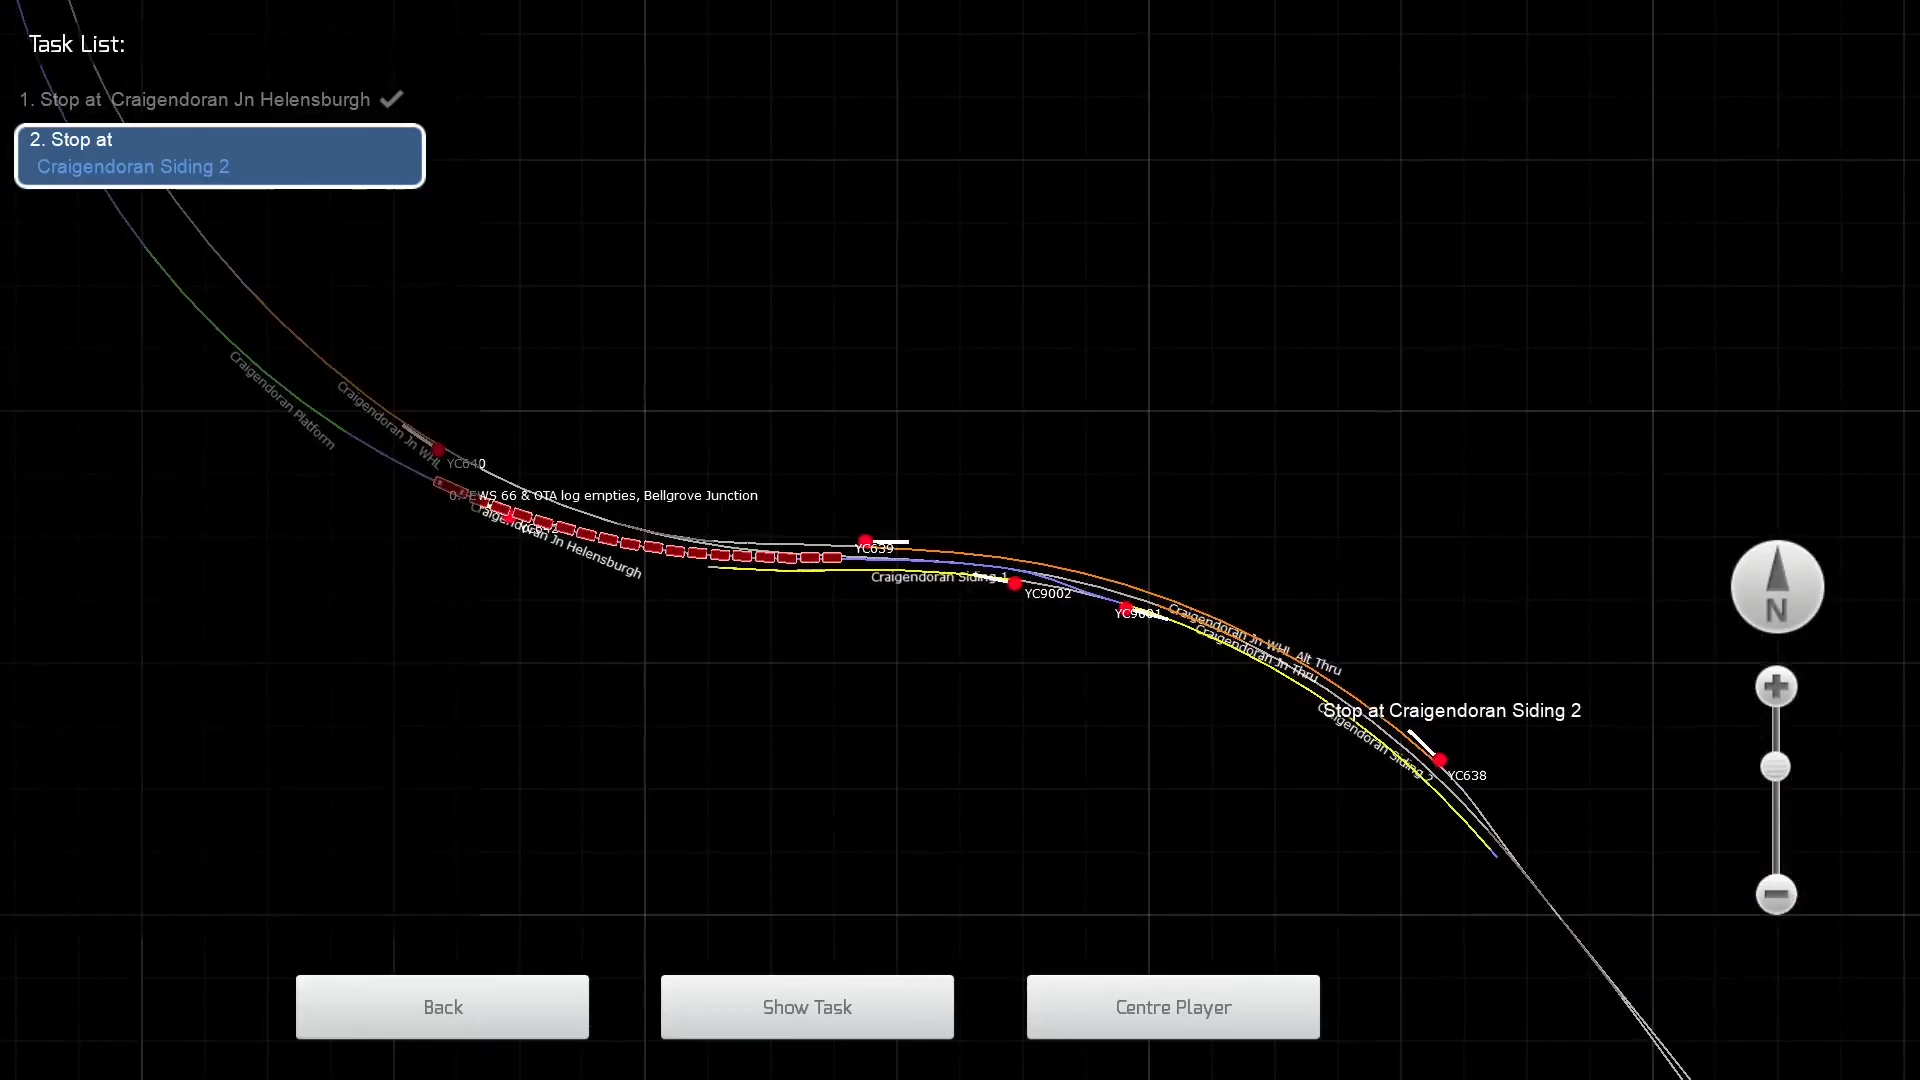 Task List:
1. Stop at Craigendoran Jn Helensburgh
2. Stop at
Craigendoran Siding 2
Craigendoran Platform
Craigendoran Jn WHL
YC640
EWS 66 & OTA log empties, Bellgrove Junction
Craigendoran Jn Helensburgh
YC639
Craigendoran Siding 1
YC9002
YC9001
Craigendoran Jn WHL Alt Thru
Craigendoran Jn Thru
Stop at Craigendoran Siding 2
Craigendoran Siding
YC638
N
Back
Show Task
Centre Player